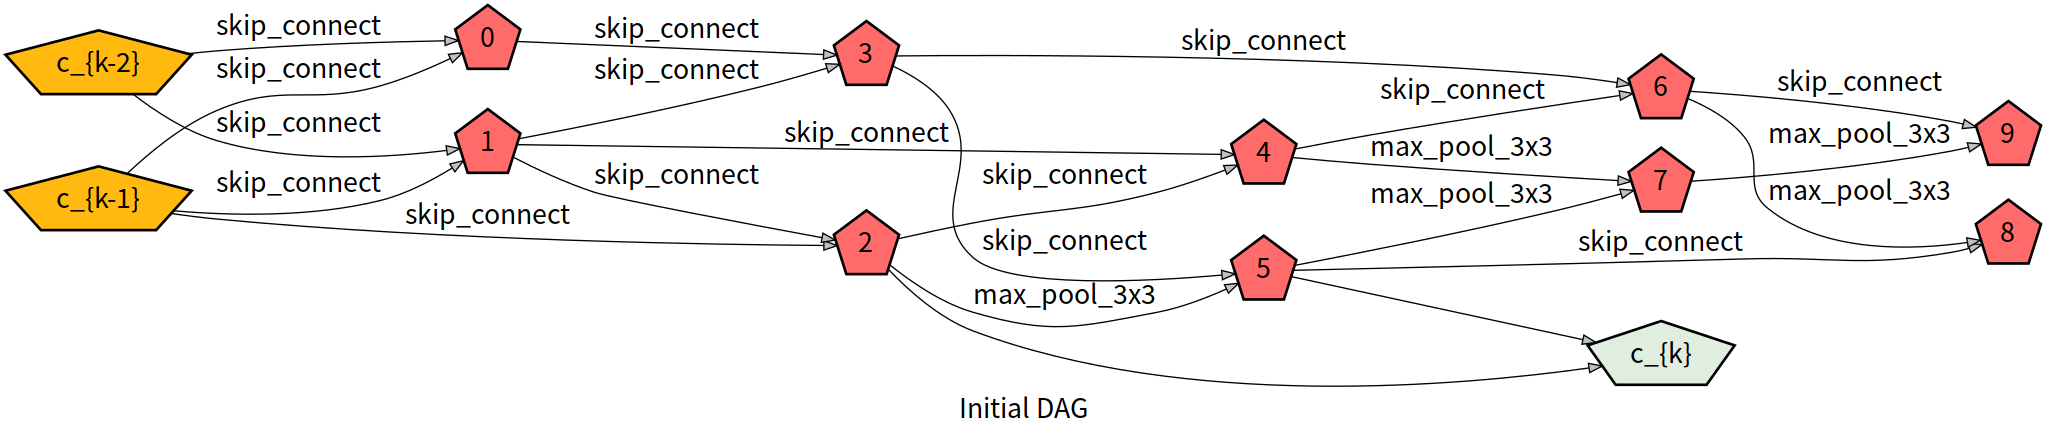 c_{k-2}
skip_connect
0
skip_connect
3
skip_connect
skip_connect
skip_connect
6
skip_connect
skip_connect
skip_connect
1
skip_connect
4
max_pool_3x3
max_pool_3x3
9
c_{k-1}
skip_connect
skip_connect
skip_connect
max_pool_3x3
7
max_pool_3x3
skip_connect
2
skip_connect
5
skip_connect
8
max_pool_3x3
c_{k}
Initial DAG